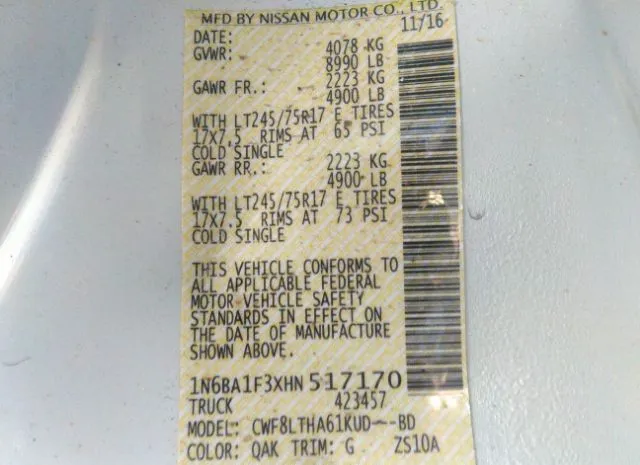 MFD BY NISSAN MOTOR CO., LTD.
DATE: 11/16
GVWR: 4078 KG
8990 LB
GAWR FR.: 2223 KG
4900 LB
WITH LT245/75R17 E TIRES
17X7.5 RIMS AT 65 PSI
COLD SINGLE
GAWR RR.: 2223 KG
4900 LB
WITH LT245/75R17 E TIRES
17X7.5 RIMS AT 73 PSI
COLD SINGLE
THIS VEHICLE CONFORMS TO
ALL APPLICABLE FEDERAL
MOTOR VEHICLE SAFETY
STANDARDS IN EFFECT ON
THE DATE OF MANUFACTURE
SHOWN ABOVE.
1N6BA1F3XHN517170
TRUCK 423457
MODEL: CWF8LTHA61KUD---BD
COLOR: QAK TRIM: G ZS10A